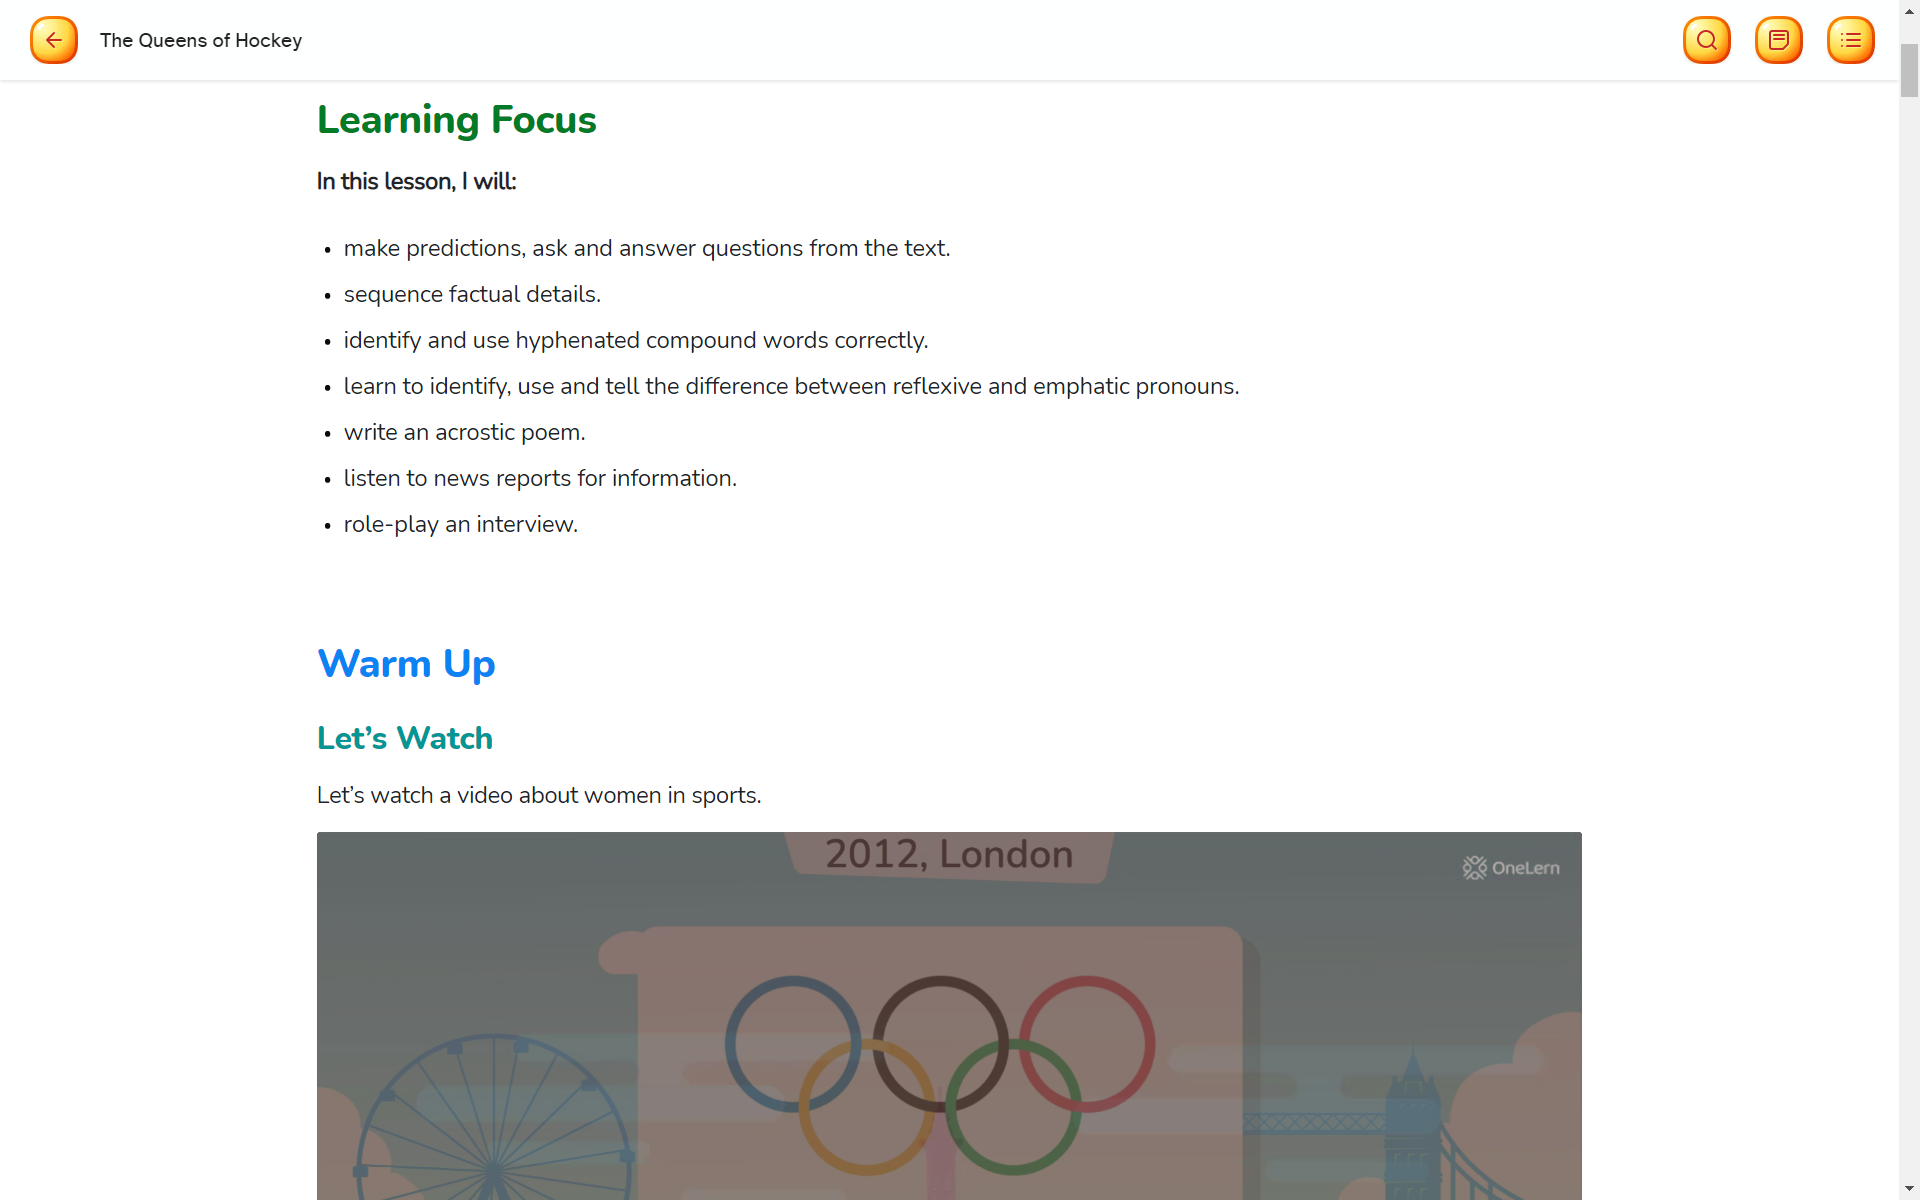 The Queens of Hockey
Learning Focus
In this lesson, I will:
• make predictions, ask and answer questions from the text.
• sequence factual details.
• identify and use hyphenated compound words correctly.
• learn to identify, use and tell the difference between reflexive and emphatic pronouns.
• write an acrostic poem.
• listen to news reports for information.
• role-play an interview.
Warm Up
Let’s Watch
Let’s watch a video about women in sports.
2012, London
OneLern